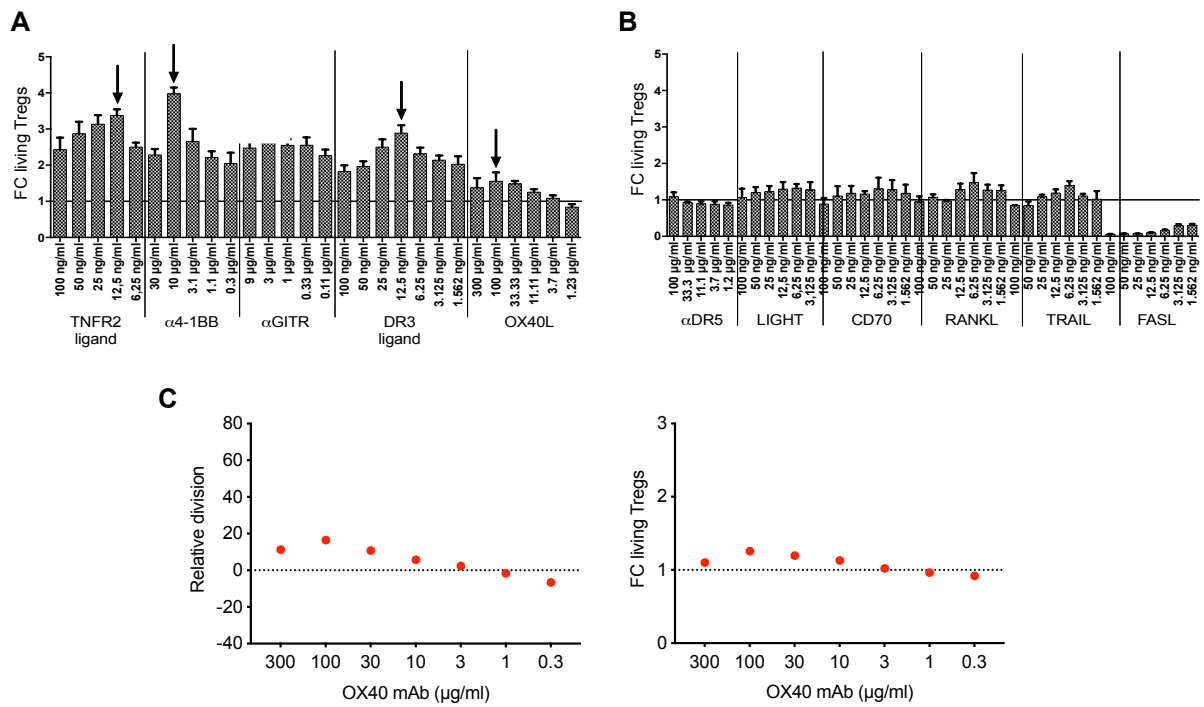 A
FC living Tregs
5
4
3
2
1
0
100 ng/ml
50 ng/ml
25 ng/ml
12,5 ng/ml
6,25 ng/ml
30 µg/ml
10 µg/ml
3.1 µg/ml
1.1 µg/ml
0.3 µg/ml
9 µg/ml
3 µg/ml
1 µg/ml
0.33 µg/ml
0.11 µg/ml
100 ng/ml
50 ng/ml
25 ng/ml
12.5 ng/ml
6.25 ng/ml
3.125 ng/ml
1.562 ng/ml
300 µg/ml
100 µg/ml
33.33 µg/ml
11.11 µg/ml
3.7 µg/ml
1.23 µg/ml
TNFR2
ligand
α4-1BB
αGITR
DR3
ligand
OX40L
B
FC living Tregs
5
4
3
2
1
0
100 µg/ml
33.3 µg/ml
11.1 µg/ml
3.7 µg/ml
1.2 µg/ml
100 ng/ml
50 ng/ml
25 ng/ml
12.5 ng/ml
6.25 ng/ml
3.125 ng/ml
100 ng/ml
50 ng/ml
25 ng/ml
12.5 ng/ml
6.25 ng/ml
3.125 ng/ml
1.562 ng/ml
100 ng/ml
50 ng/ml
25 ng/ml
12.5 ng/ml
6.25 ng/ml
3.125 ng/ml
1.562 ng/ml
100 ng/ml
50 ng/ml
25 ng/ml
12.5 ng/ml
6.25 ng/ml
3.125 ng/ml
1.562 ng/ml
100 ng/ml
50 ng/ml
25 ng/ml
12.5 ng/ml
6.25 ng/ml
3.125 ng/ml
1.562 ng/ml
αDR5
LIGHT
CD70
RANKL
TRAIL
FASL
C
Relative division
80
60
40
20
0
-20
-40
300 100 30 10 3 1 0.3
OX40 mAb (µg/ml)
FC living Tregs
3
2
1
0
300 100 30 10 3 1 0.3
OX40 mAb (µg/ml)